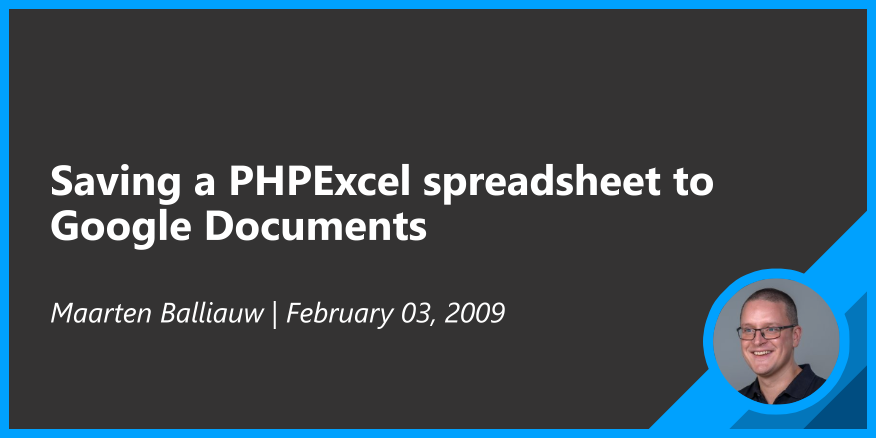 Saving a PHPExcel spreadsheet to
Google Documents
Maarten Balliauw | February 03, 2009